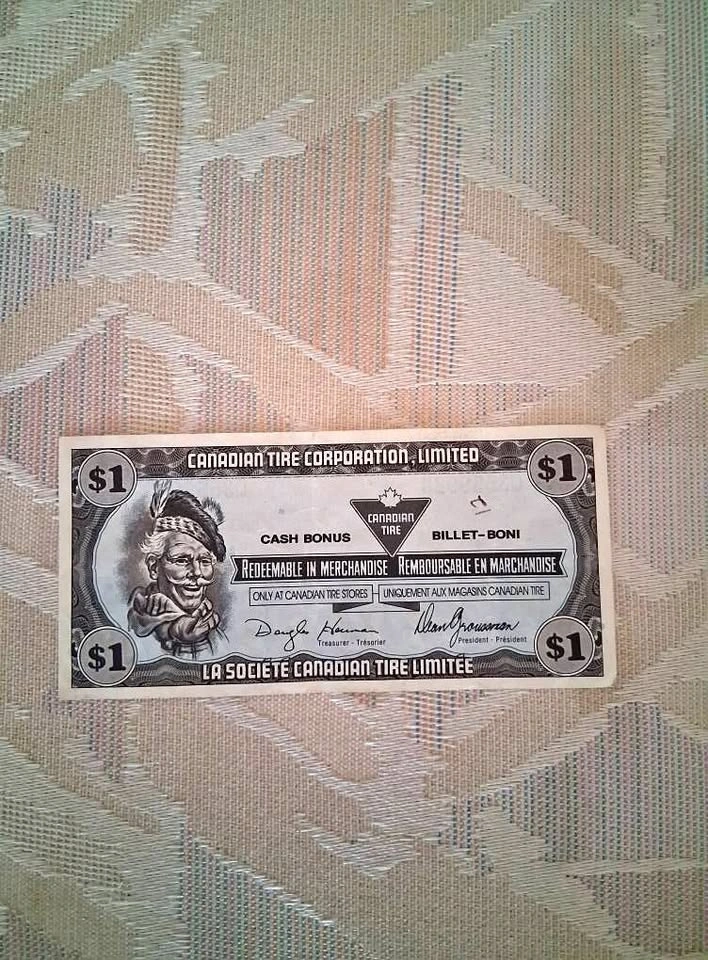 CANADIAN TIRE CORPORATION, LIMITED
$1
$1
CANADIAN
TIRE
CASH BONUS
BILLET-BONI
REDEEMABLE IN MERCHANDISE REMBOURSABLE EN MARCHANDISE
ONLY AT CANADIAN TIRE STORES
UNIQUEMENT AUX MAGASINS CANADIAN TIRE
Treasurer - Trésorier
President - Président
$1
$1
LA SOCIÉTÉ CANADIAN TIRE LIMITÉE